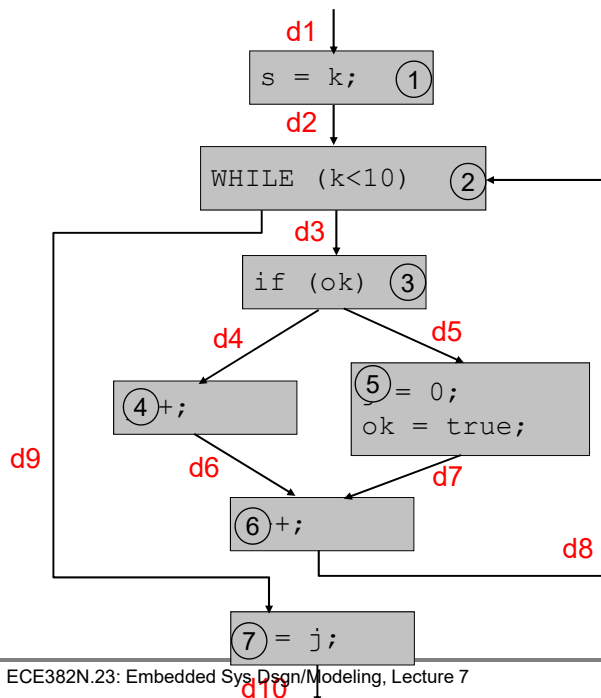 d1
s = k; 1
d2
WHILE (k<10) 2
d3
if (ok) 3
d4 d5
4 +; 5 = 0;
ok = true;
d9 d6 d7
6 +; d8
7 = j;
ECE382N.23: Embedded Sys Dsgn/Modeling, Lecture 7
d10